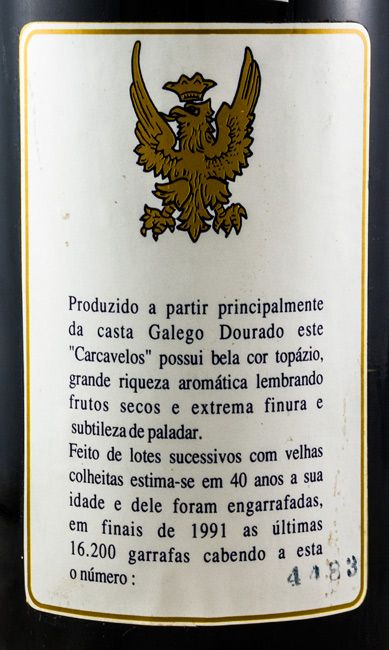 Produzido a partir principalmente
da casta Galego Dourado este
"Carcavelos" possui bela cor topázio,
grande riqueza aromática lembrando
frutos secos e extrema finura e
subtileza de paladar.
Feito de lotes sucessivos com velhas
colheitas estima-se em 40 anos a sua
idade e dele foram engarrafadas,
em finais de 1991 as últimas
16.200 garrafas cabendo a esta
o número : 4483